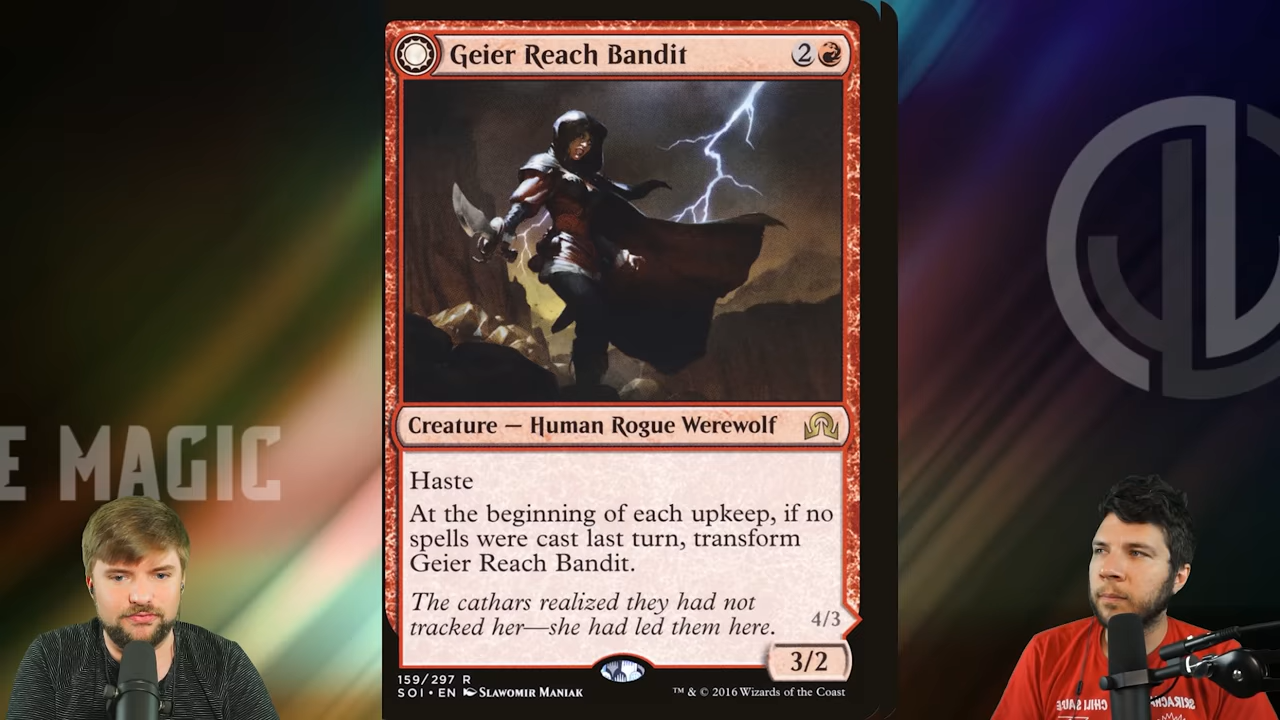 Geier Reach Bandit 2
Creature — Human Rogue Werewolf
Haste
At the beginning of each upkeep, if no
spells were cast last turn, transform
Geier Reach Bandit.
The cathars realized they had not
tracked her—she had led them here.
4/3
3/2
159/297 R
SOI • EN Slawomir Maniak
™ & © 2016 Wizards of the Coast
E MAGIC
CHILI